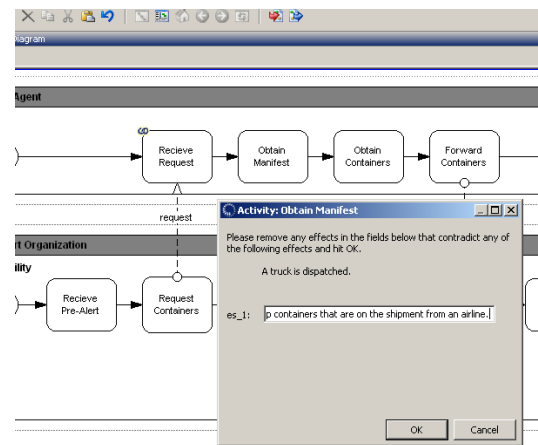 Diagram
Agent
Recieve
Request
Obtain
Manifest
Obtain
Containers
Forward
Containers
request
Activity: Obtain Manifest
Please remove any effects in the fields below that contradict any of
the following effects and hit OK.
A truck is dispatched.
es_1:
p containers that are on the shipment from an airline.
OK
Cancel
rt Organization
ility
Recieve
Pre-Alert
Request
Containers